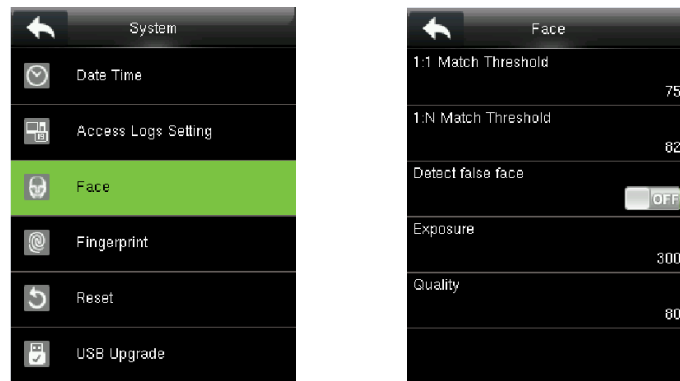 System
Date Time
Access Logs Setting
Face
Fingerprint
Reset
USB Upgrade
Face
1:1 Match Threshold
75
1:N Match Threshold
82
Detect false face
OFF
Exposure
300
Quality
80